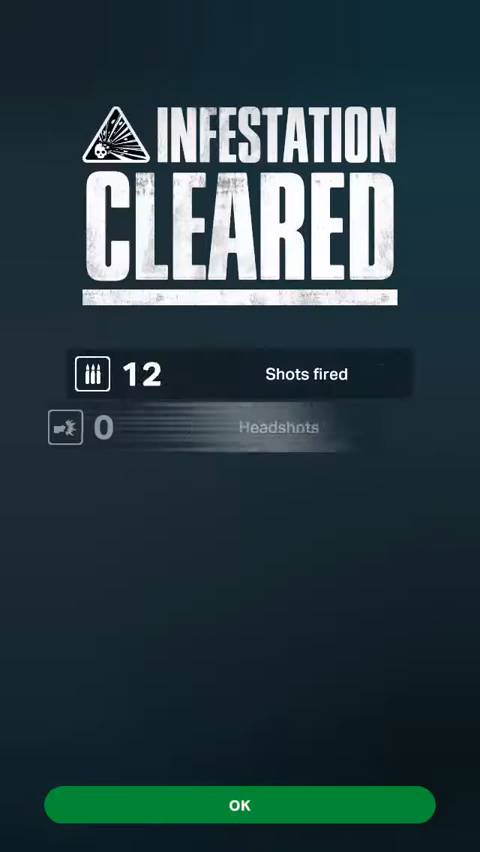 INFESTATION
CLEARED
12 Shots fired
0 Headshots
OK